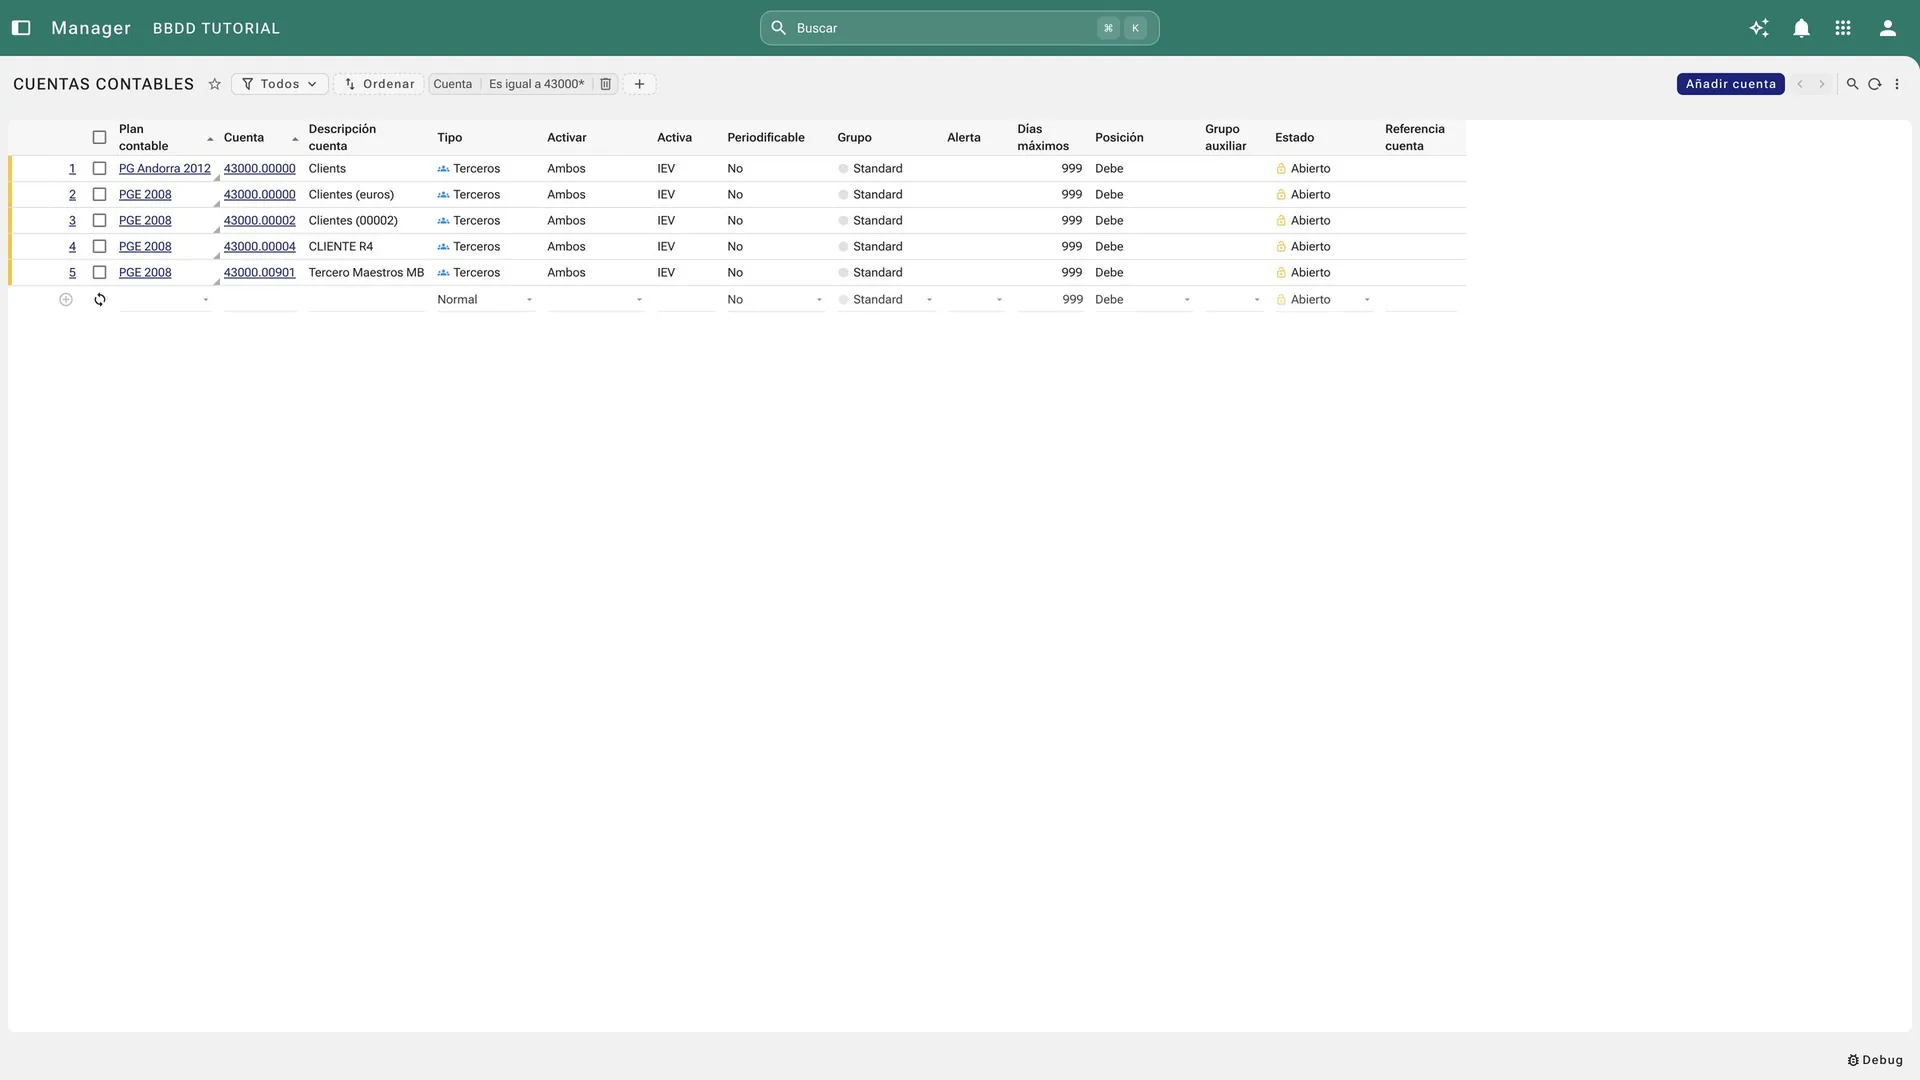 Manager BBDD TUTORIAL Buscar ⌘ K
CUENTAS CONTABLES Todos Ordenar Cuenta Es igual a 43000* Añadir cuenta
Plan contable Cuenta Descripción cuenta Tipo Activar Activa Periodificable Grupo Alerta Días máximos Posición Grupo auxiliar Estado Referencia cuenta
1 PG Andorra 2012 43000.00000 Clients Terceros Ambos IEV No Standard 999 Debe Abierto
2 PGE 2008 43000.00000 Clientes (euros) Terceros Ambos IEV No Standard 999 Debe Abierto
3 PGE 2008 43000.00002 Clientes (00002) Terceros Ambos IEV No Standard 999 Debe Abierto
4 PGE 2008 43000.00004 CLIENTE R4 Terceros Ambos IEV No Standard 999 Debe Abierto
5 PGE 2008 43000.00901 Tercero Maestros MB Terceros Ambos IEV No Standard 999 Debe Abierto
Normal No Standard 999 Debe Abierto
Debug